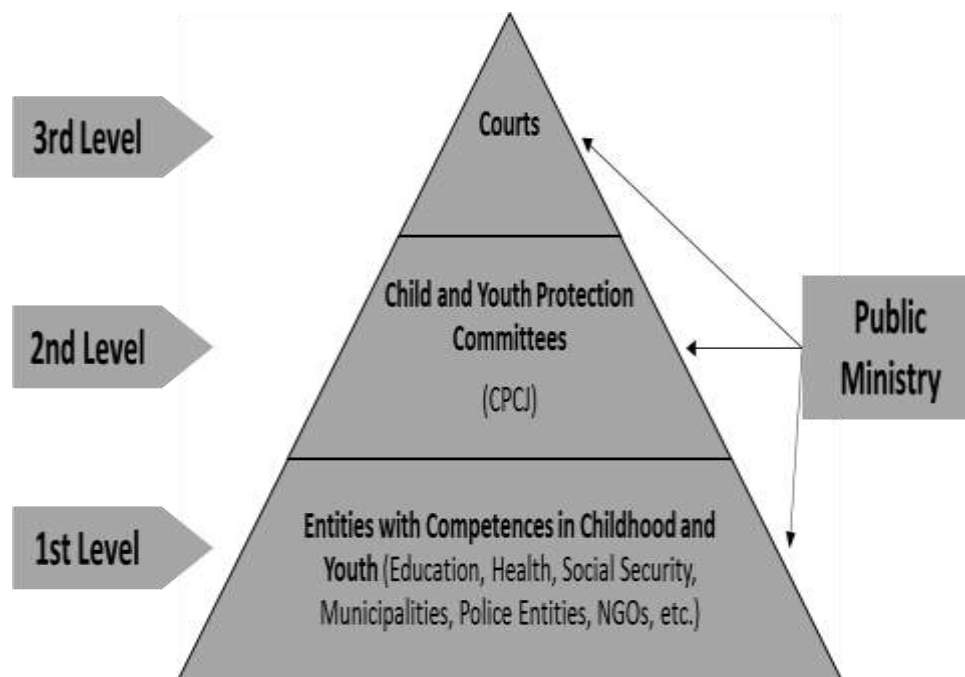 Courts
3rd Level
Child and Youth Protection
Committees
(CPCJ)
2nd Level
Public
Ministry
Entities with Competences in Childhood and
Youth (Education, Health, Social Security,
Municipalities, Police Entities, NGOs, etc.)
1st Level